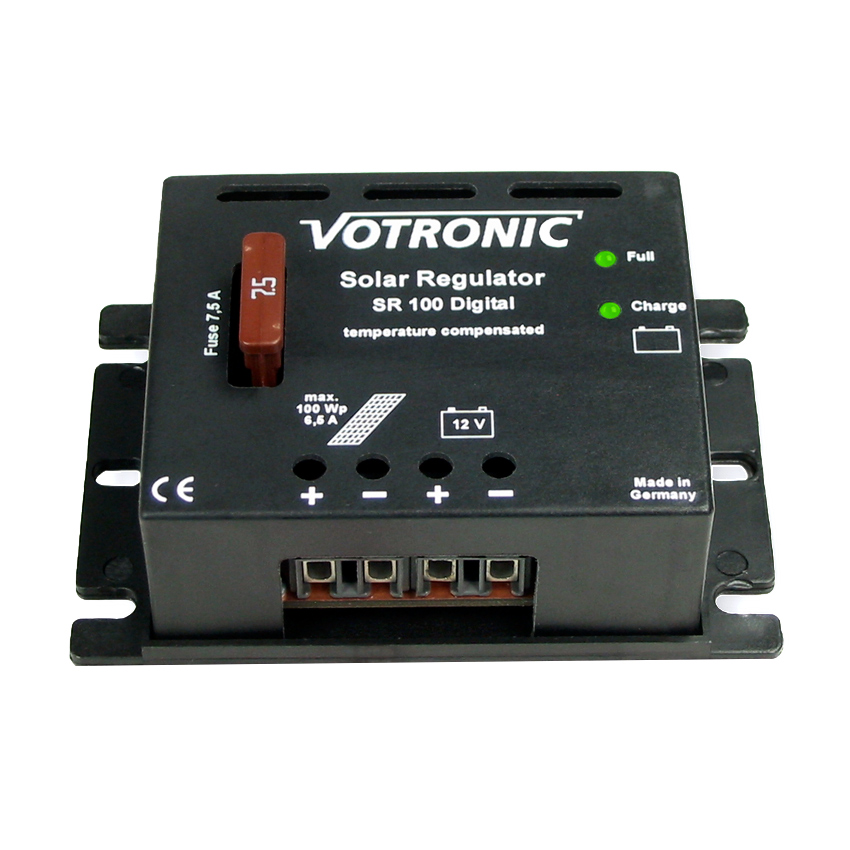 VOTRONIC
Solar Regulator
SR 100 Digital
temperature compensated
Full
Charge
Fuse 7,5 A
7.5
max.
100 Wp
6,5 A
12 V
+ – + –
CE
Made in
Germany